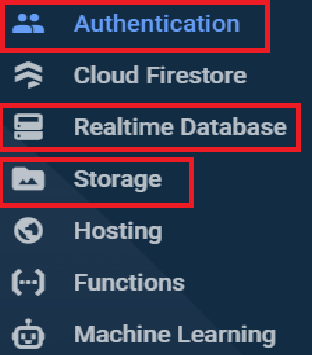 Authentication
Cloud Firestore
Realtime Database
Storage
Hosting
Functions
Machine Learning